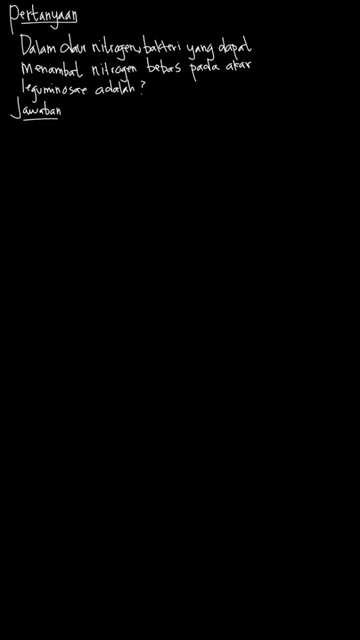 Pertanyaan
Dalam daur nitrogen, bakteri yang dapat
Menambat nitrogen bebas pada akar
leguminosae adalah?
Jawaban